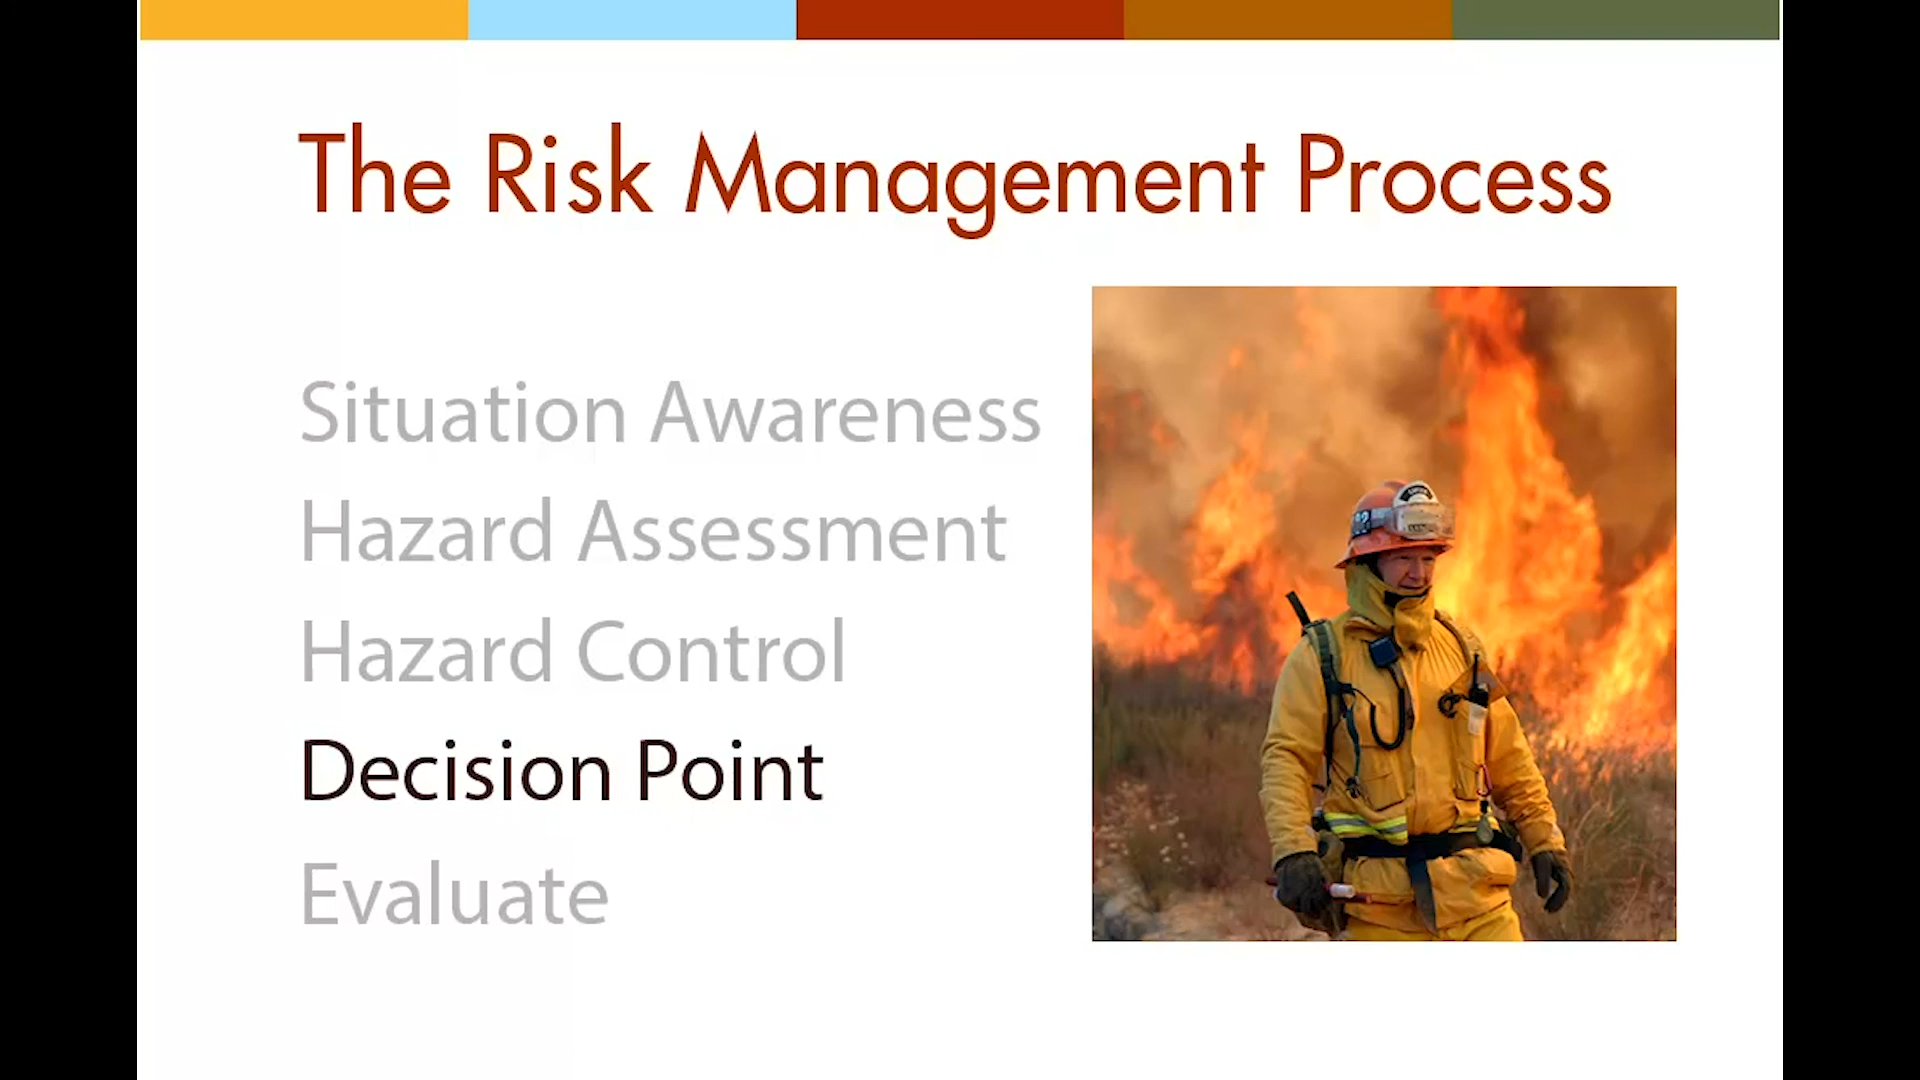 The Risk Management Process
Situation Awareness
Hazard Assessment
Hazard Control
Decision Point
Evaluate